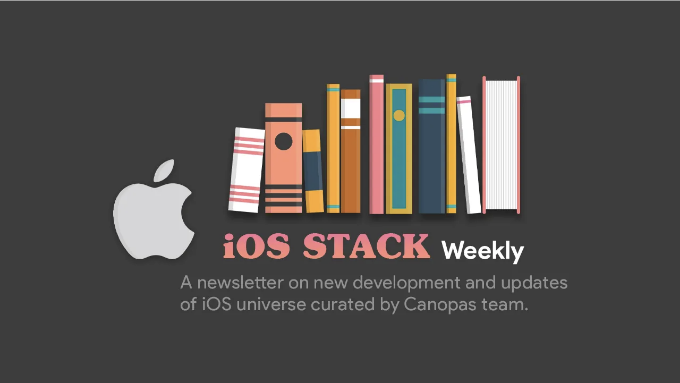 iOS STACK Weekly
A newsletter on new development and updates
of iOS universe curated by Canopas team.